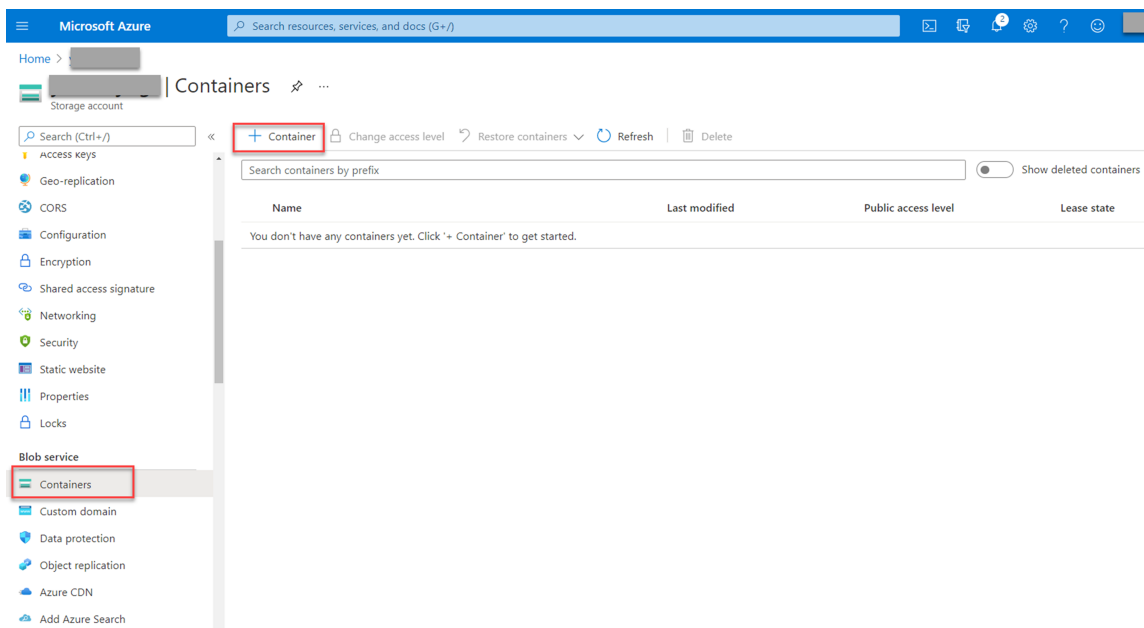 Microsoft Azure
Search resources, services, and docs (G+/)
2
Home >
| Containers
Storage account
Search (Ctrl+/)
«
+ Container
Change access level
Restore containers
Refresh
Delete
Access keys
Search containers by prefix
Show deleted containers
Geo-replication
Name Last modified Public access level Lease state
CORS
Configuration
You don't have any containers yet. Click '+ Container' to get started.
Encryption
Shared access signature
Networking
Security
Static website
Properties
Locks
Blob service
Containers
Custom domain
Data protection
Object replication
Azure CDN
Add Azure Search